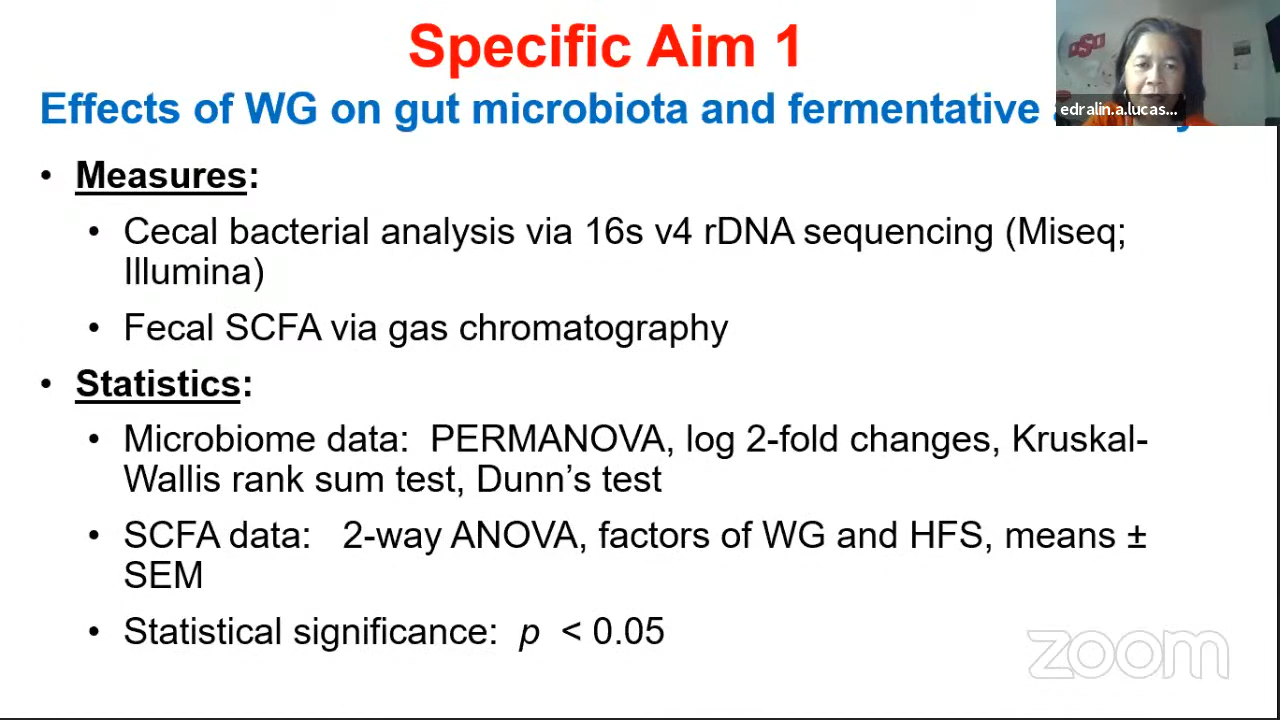 Specific Aim 1
Effects of WG on gut microbiota and fermentative
edralin.a.lucas...
• Measures:
• Cecal bacterial analysis via 16s v4 rDNA sequencing (Miseq;
Illumina)
• Fecal SCFA via gas chromatography
• Statistics:
• Microbiome data: PERMANOVA, log 2-fold changes, Kruskal-
Wallis rank sum test, Dunn’s test
• SCFA data: 2-way ANOVA, factors of WG and HFS, means ±
SEM
• Statistical significance: p < 0.05
zoom